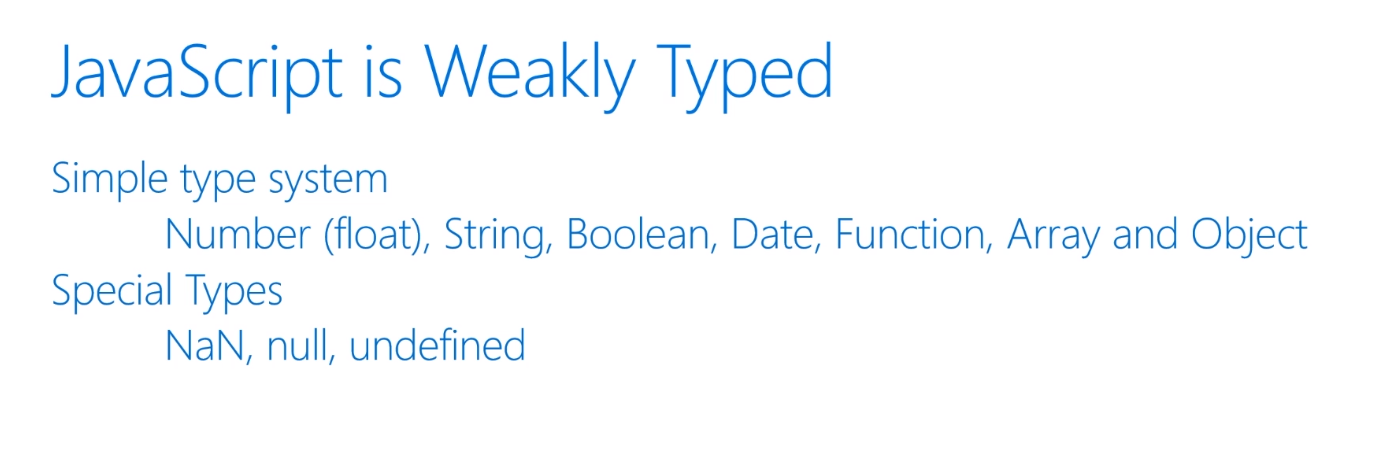 JavaScript is Weakly Typed
Simple type system
Number (float), String, Boolean, Date, Function, Array and Object
Special Types
NaN, null, undefined